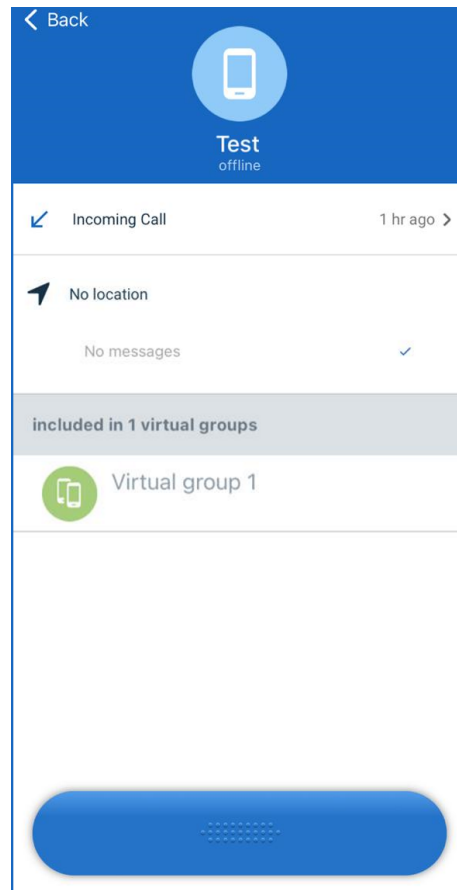 Back
Test
offline
Incoming Call 1 hr ago
No location
No messages
included in 1 virtual groups
Virtual group 1